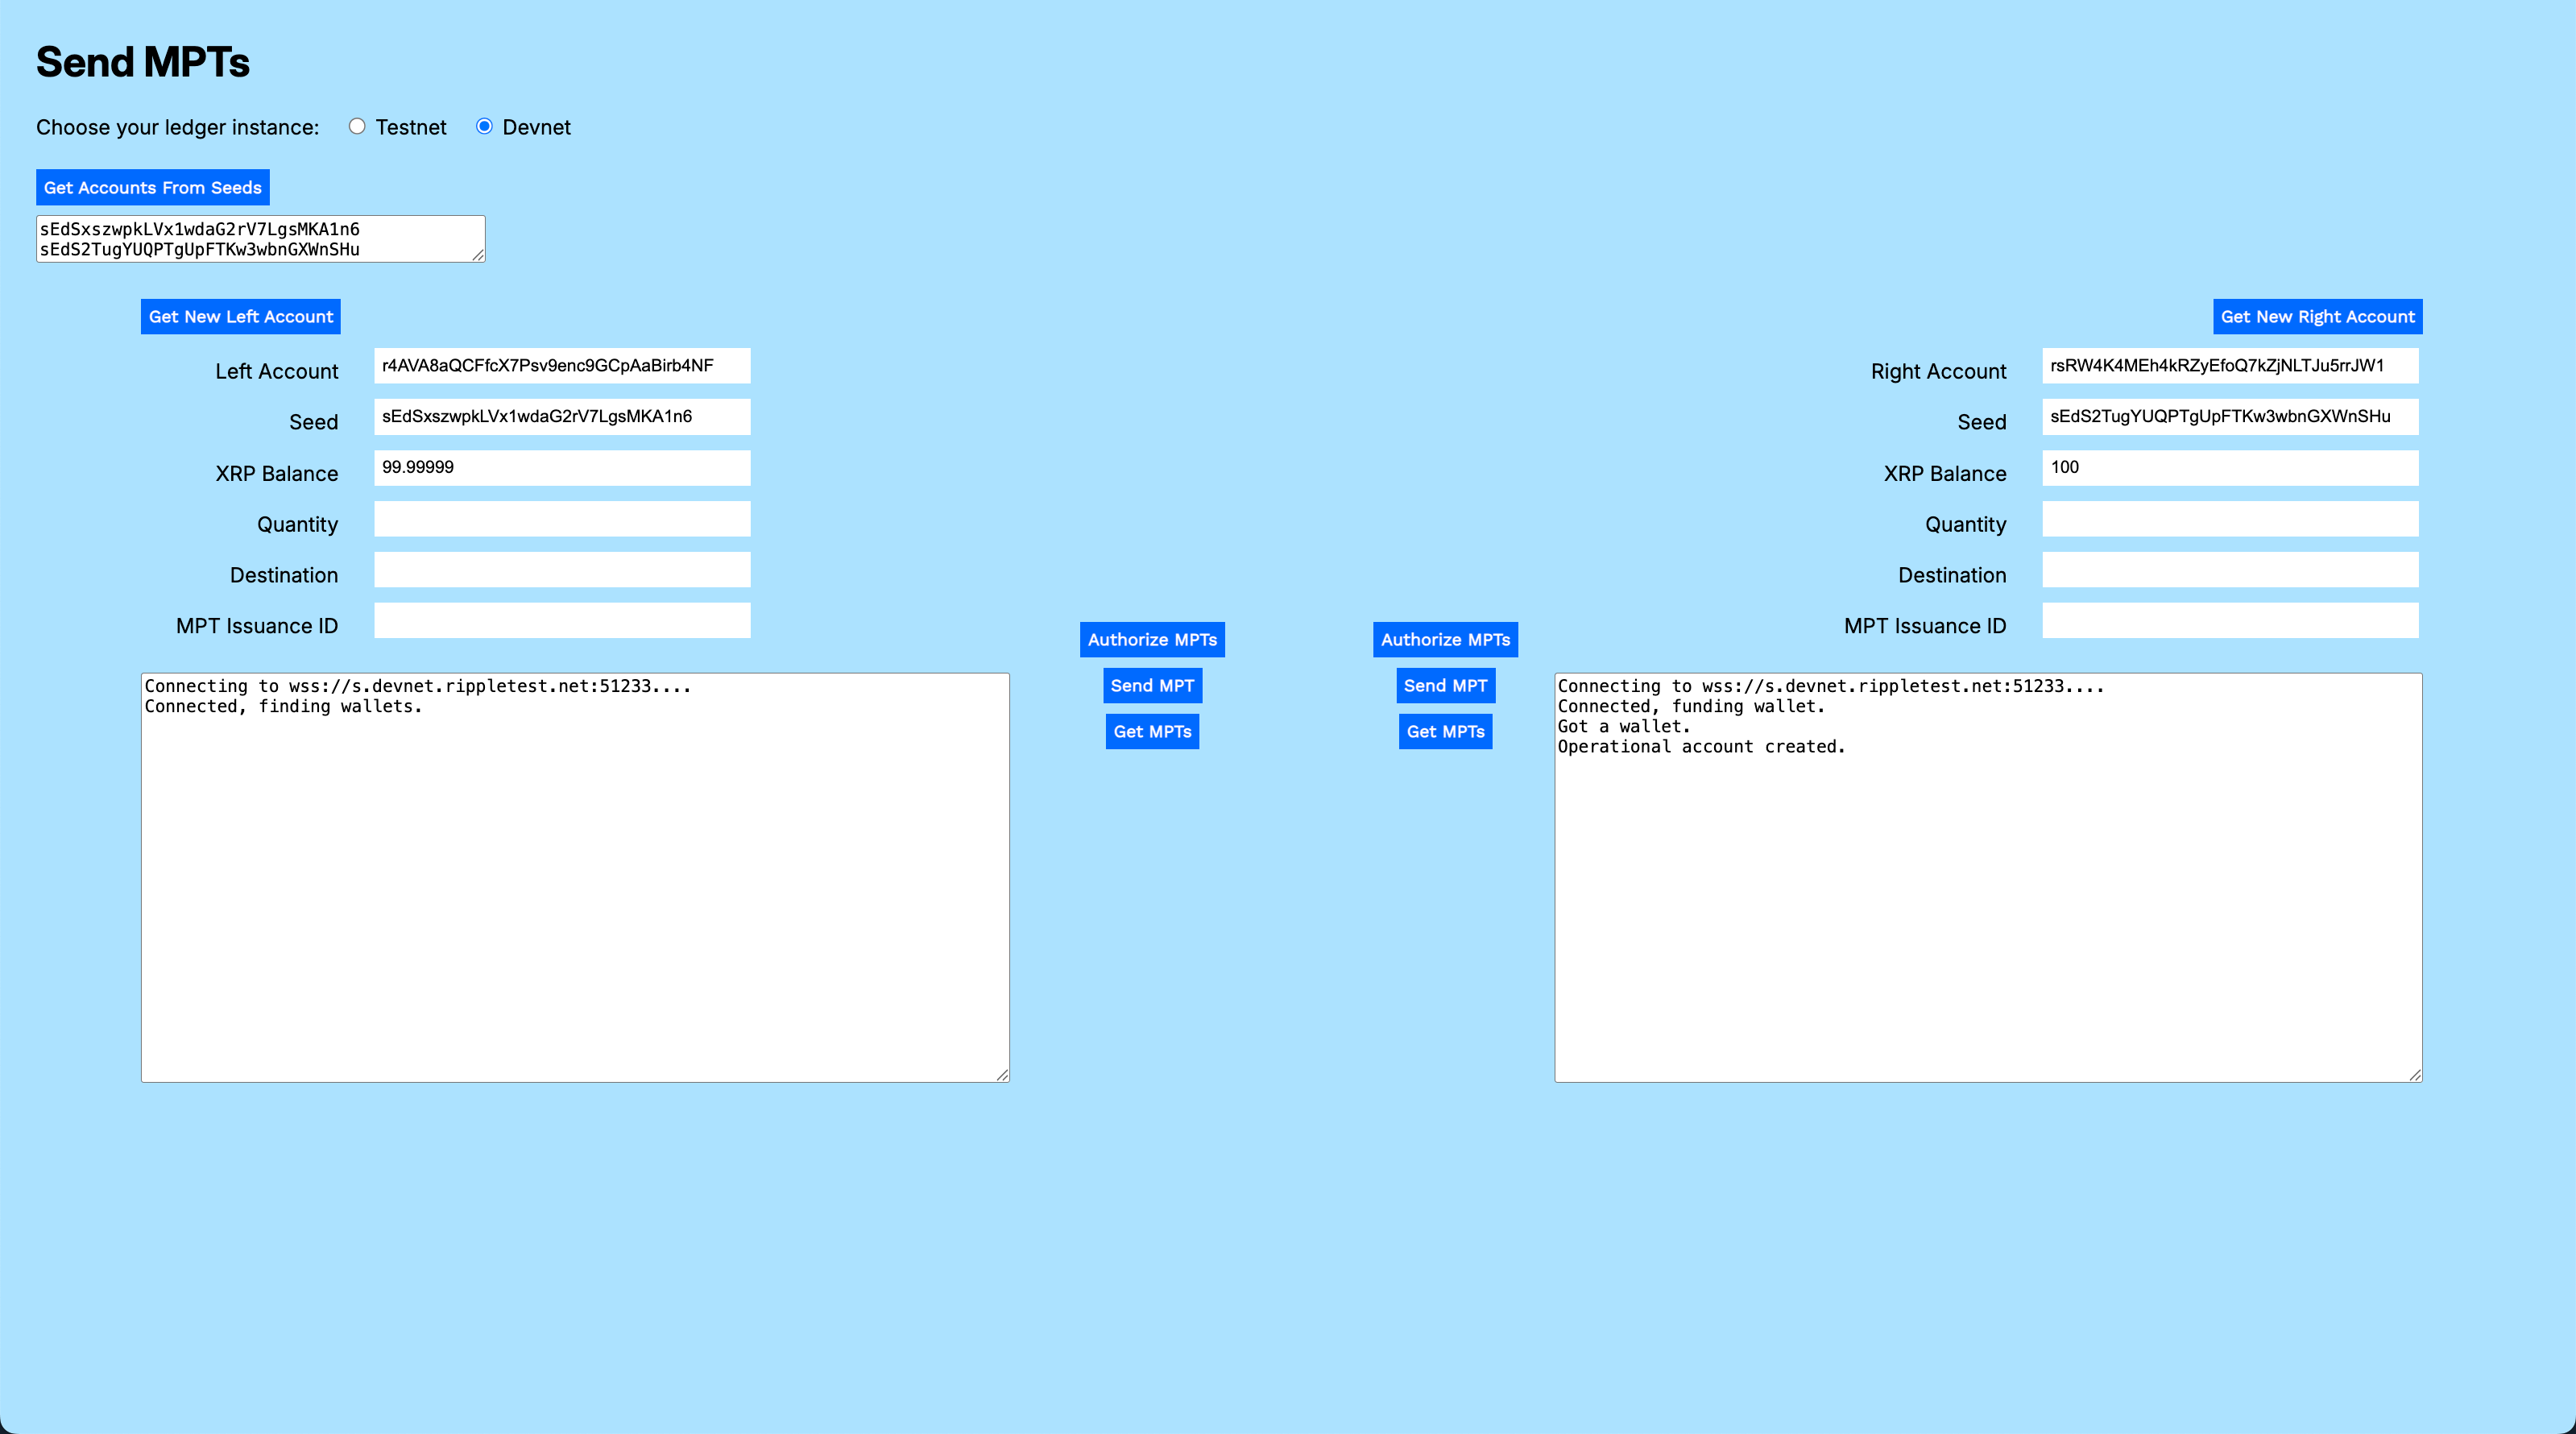 Send MPTs
Choose your ledger instance: Testnet Devnet
Get Accounts From Seeds
sEdSxszwpkLVx1wdaG2rV7LgsMKA1n6
sEdS2TugYUQPTgUpFTKw3wbnGXWnSHu
Get New Left Account
Left Account r4AVA8aQCFfcX7Psv9enc9GCpAaBirb4NF
Seed sEdSxszwpkLVx1wdaG2rV7LgsMKA1n6
XRP Balance 99.99999
Quantity
Destination
MPT Issuance ID
Connecting to wss://s.devnet.rippletest.net:51233....
Connected, finding wallets.
Authorize MPTs
Send MPT
Get MPTs
Get New Right Account
Right Account rsRW4K4MEh4kRZyEfoQ7kZjNLTJu5rrJW1
Seed sEdS2TugYUQPTgUpFTKw3wbnGXWnSHu
XRP Balance 100
Quantity
Destination
MPT Issuance ID
Authorize MPTs
Send MPT
Get MPTs
Connecting to wss://s.devnet.rippletest.net:51233....
Connected, funding wallet.
Got a wallet.
Operational account created.